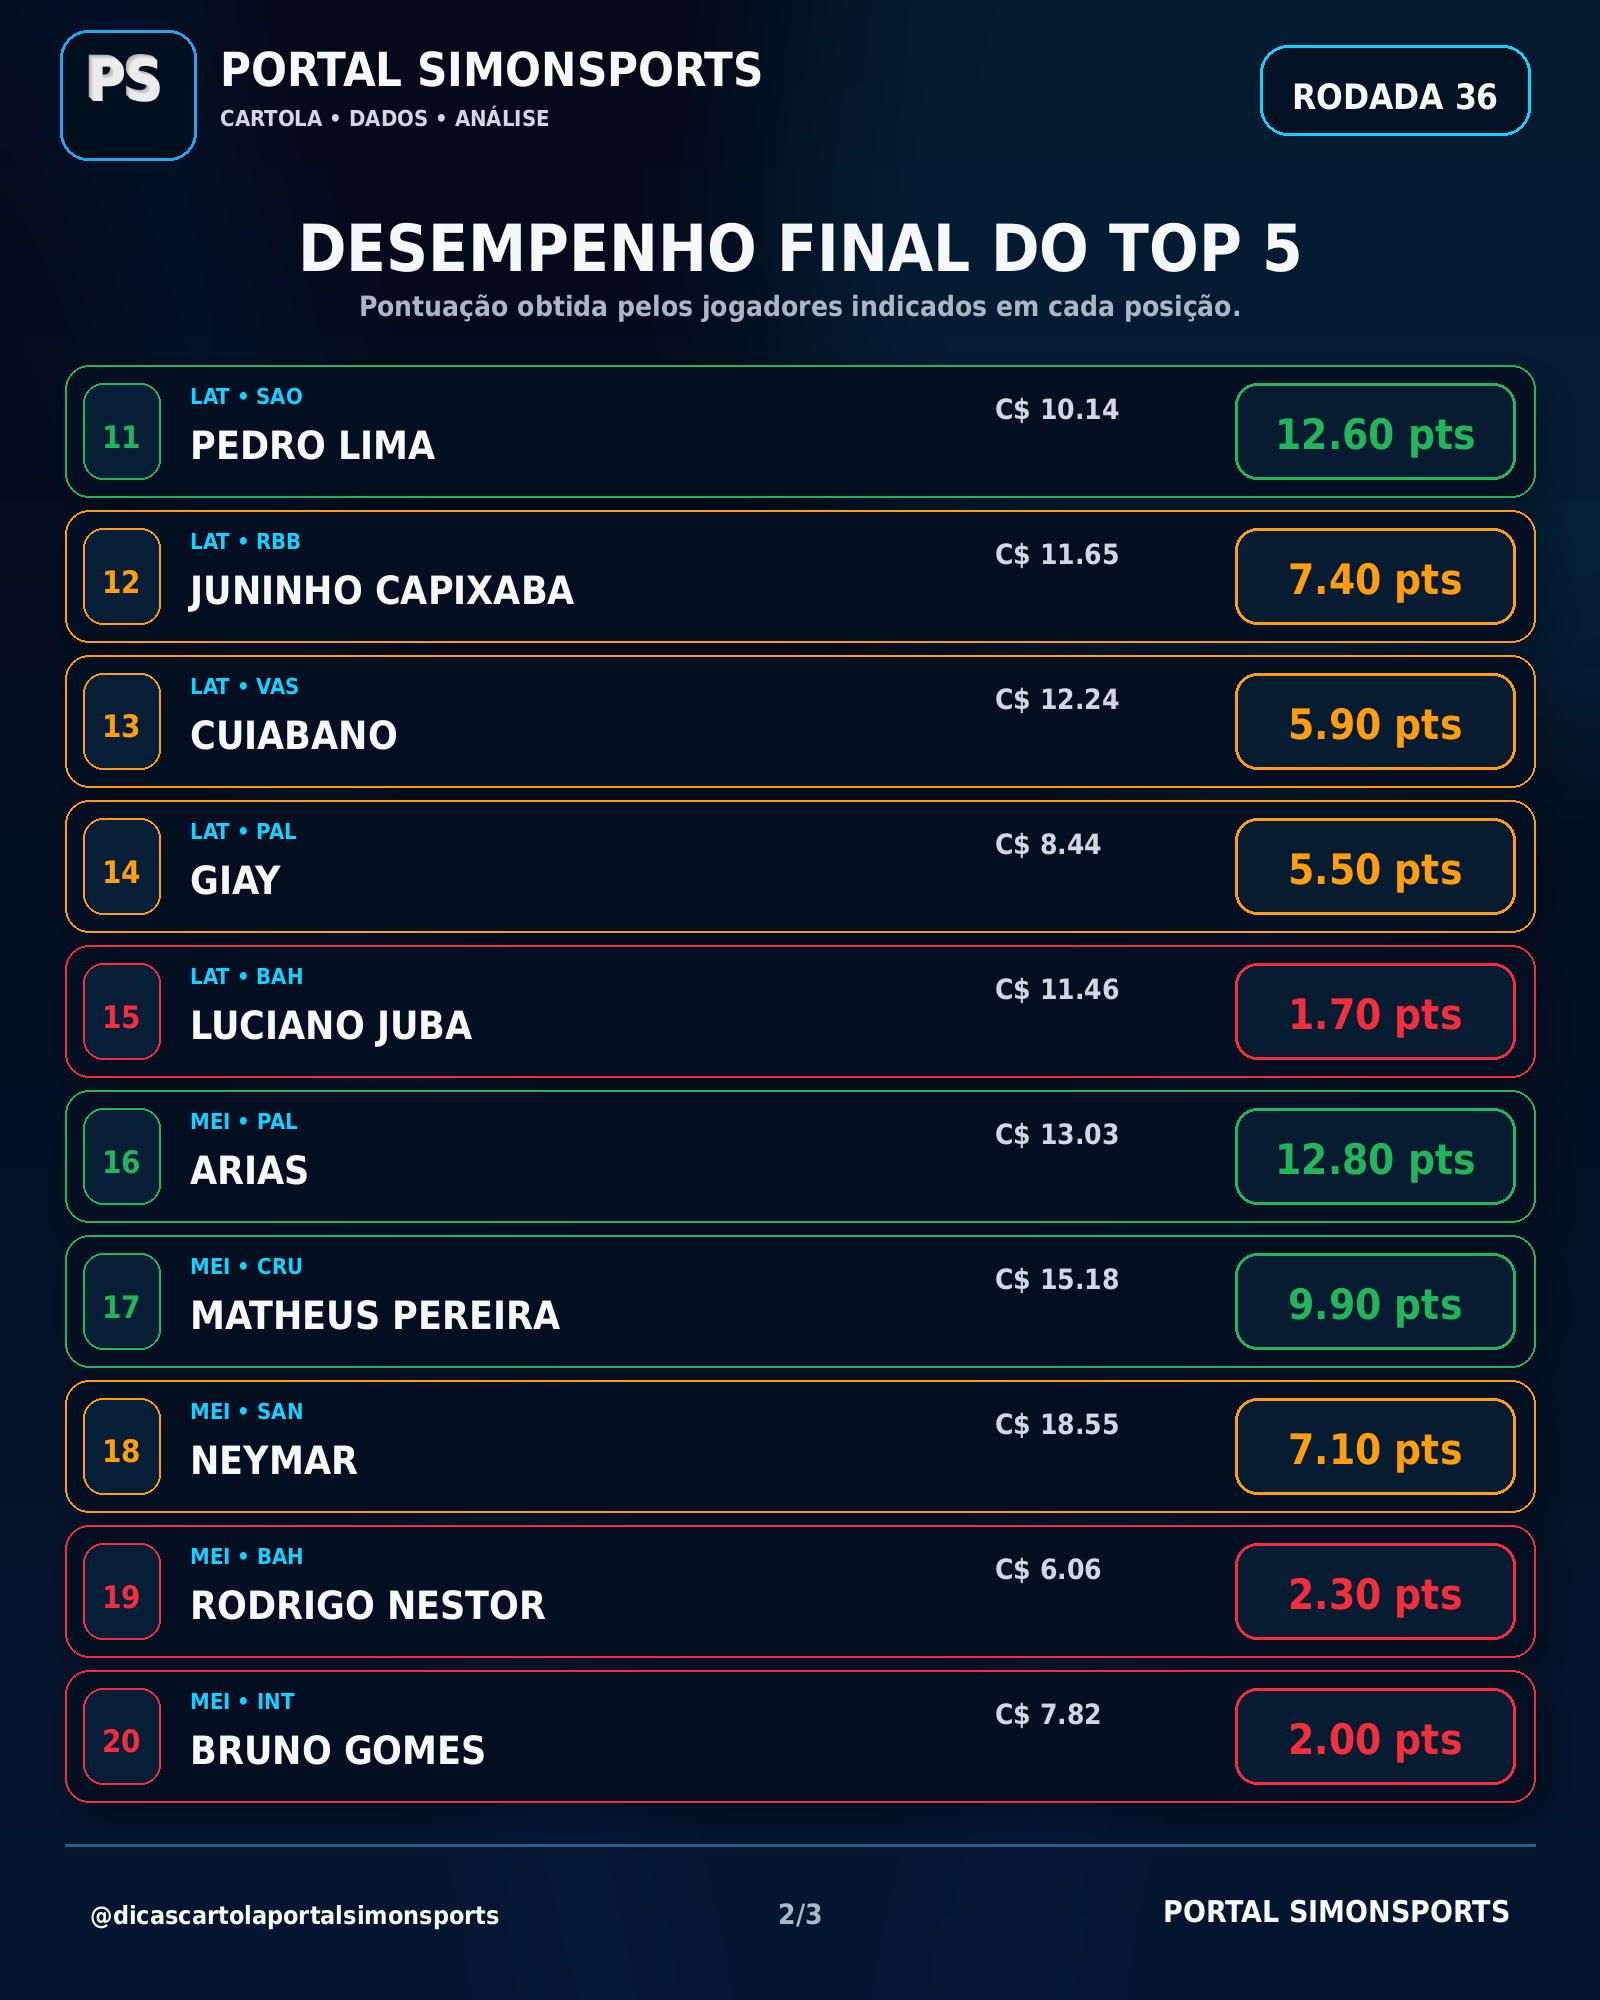 PS
PORTAL SIMONSPORTS
CARTOLA • DADOS • ANÁLISE
RODADA 36
DESEMPENHO FINAL DO TOP 5
Pontuação obtida pelos jogadores indicados em cada posição.
11
LAT • SAO
PEDRO LIMA
C$ 10.14
12.60 pts
12
LAT • RBB
JUNINHO CAPIXABA
C$ 11.65
7.40 pts
13
LAT • VAS
CUIABANO
C$ 12.24
5.90 pts
14
LAT • PAL
GIAY
C$ 8.44
5.50 pts
15
LAT • BAH
LUCIANO JUBA
C$ 11.46
1.70 pts
16
MEI • PAL
ARIAS
C$ 13.03
12.80 pts
17
MEI • CRU
MATHEUS PEREIRA
C$ 15.18
9.90 pts
18
MEI • SAN
NEYMAR
C$ 18.55
7.10 pts
19
MEI • BAH
RODRIGO NESTOR
C$ 6.06
2.30 pts
20
MEI • INT
BRUNO GOMES
C$ 7.82
2.00 pts
@dicascartolaportalsimonsports
2/3
PORTAL SIMONSPORTS